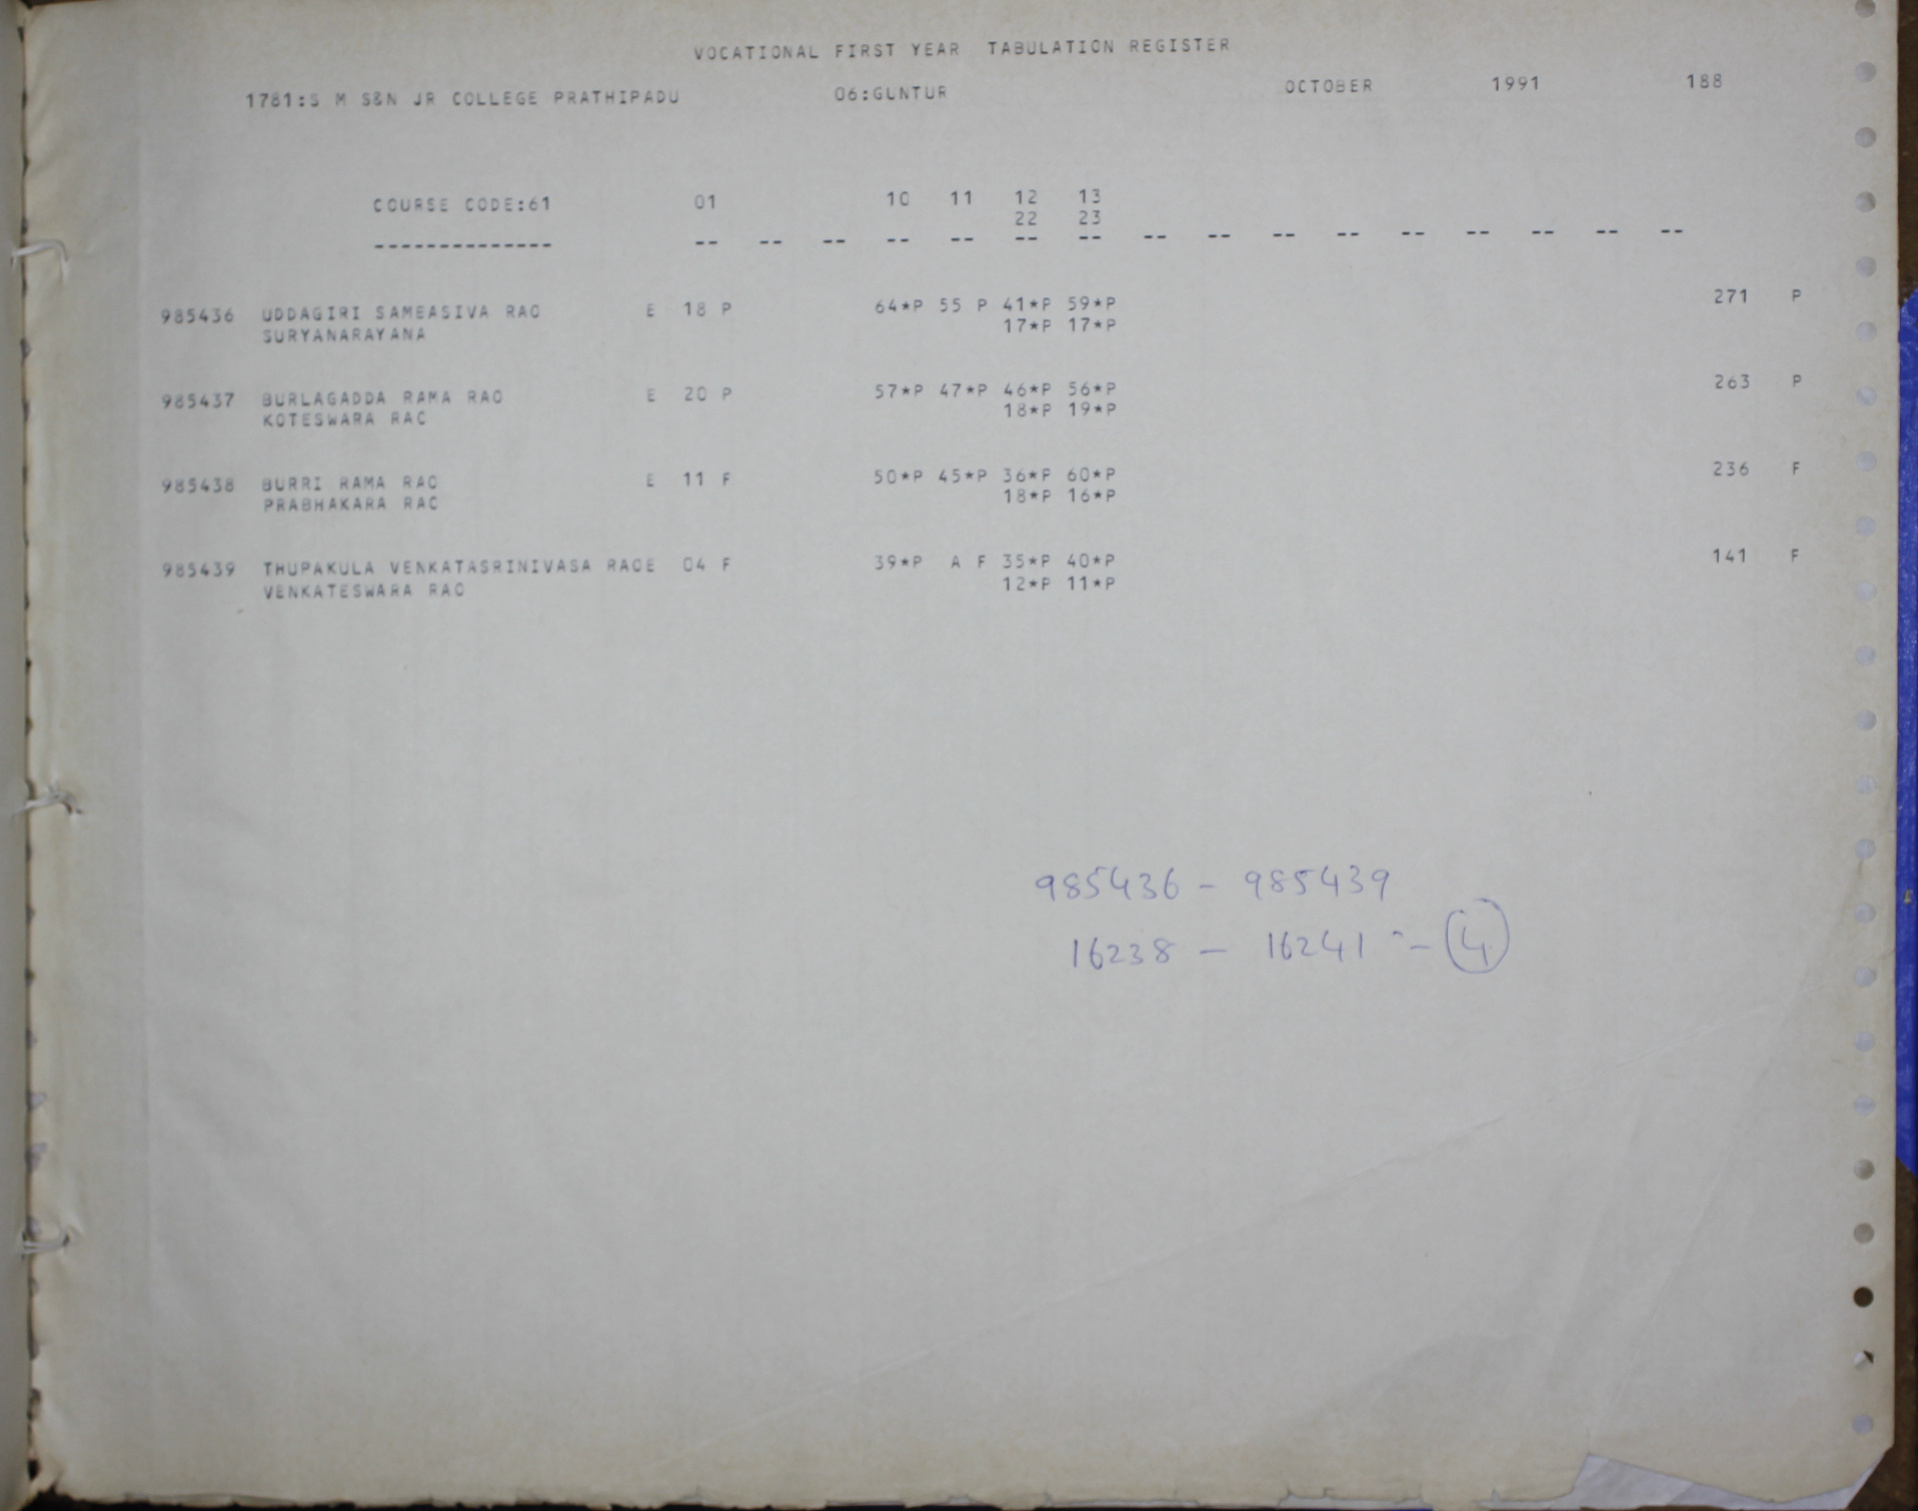 VOCATIONAL FIRST YEAR TABULATION REGISTER
1781:S M S&N JR COLLEGE PRATHIPADU 06:GUNTUR OCTOBER 1991 188
COURSE CODE:61 01 10 11 12 13
22 23
-------------- -- -- -- -- -- -- -- -- -- -- -- -- -- -- -- --
985436 UDDAGIRI SAMBASIVA RAO E 18 P 64*P 55 P 41*P 59*P 271 P
SURYANARAYANA 17*P 17*P
985437 BURLAGADDA RAMA RAO E 20 P 57*P 47*P 46*P 56*P 263 P
KOTESWARA RAO 18*P 19*P
985438 BURRI RAMA RAO E 11 F 50*P 45*P 36*P 60*P 236 F
PRABHAKARA RAO 18*P 16*P
985439 THUPAKULA VENKATASRINIVASA RAOE 04 F 39*P A F 35*P 40*P 141 F
VENKATESWARA RAO 12*P 11*P
985436 - 985439
16238 - 16241 - 4